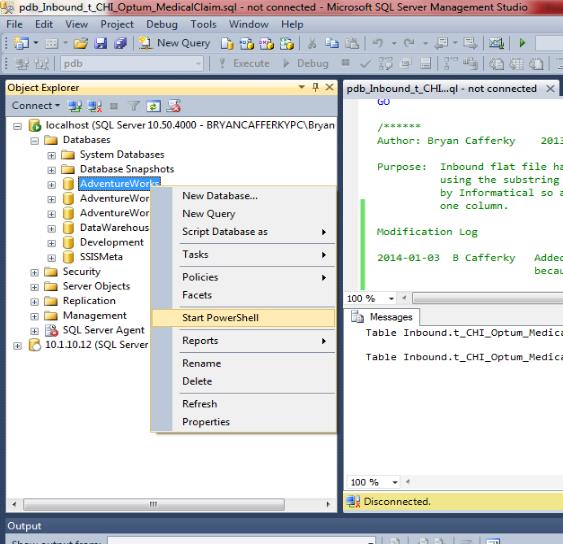 pdb_Inbound_t_CHI_Optum_MedicalClaim.sql - not connected - Microsoft SQL Server Management Studio
File Edit View Project Debug Tools Window Help
New Query
pdb Execute Debug
Object Explorer
Connect
localhost (SQL Server 10.50.4000 - BRYANCAFFERKYPC\Bryan
Databases
System Databases
Database Snapshots
AdventureWorks
AdventureWor
AdventureWor
DataWarehous
Development
SSISMeta
Security
Server Objects
Replication
Management
SQL Server Agent
10.1.10.12 (SQL Server
New Database...
New Query
Script Database as
Tasks
Policies
Facets
Start PowerShell
Reports
Rename
Delete
Refresh
Properties
pdb_Inbound_t_CHI...ql - not connected
GO
/******
Author: Bryan Cafferky 2013
Purpose: Inbound flat file ha
using the substring
by Informatical so a
one column.
Modification Log
2014-01-03 B Cafferky Added
becau
100 %
Messages
Table Inbound.t_CHI_Optum_Medica
Table Inbound.t_CHI_Optum_Medica
100 %
Disconnected.
Output
Show output from: